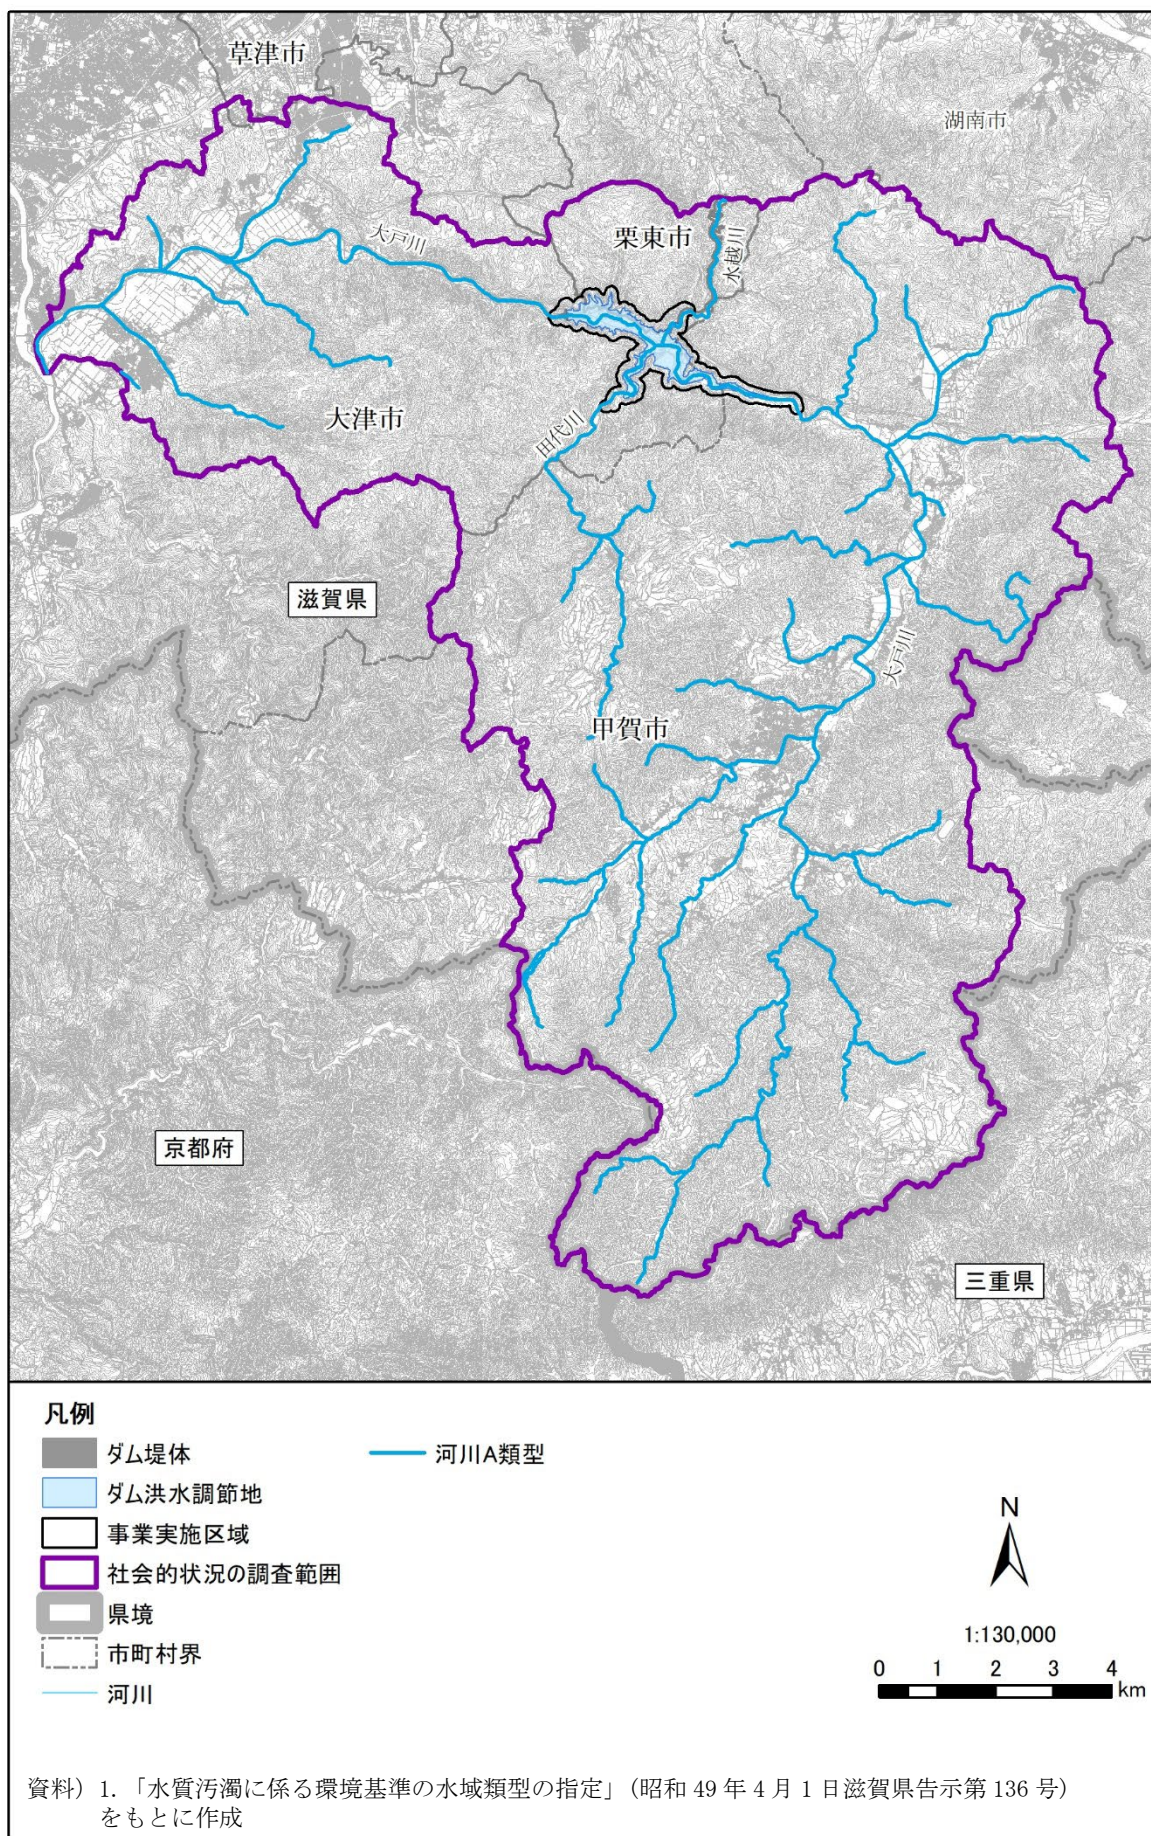 草津市
湖南市
栗東市
大戸川
水越川
大津市
田代川
滋賀県
大戸川
甲賀市
京都府
三重県
凡例
ダム堤体
河川A類型
ダム洪水調節地
事業実施区域
社会的状況の調査範囲
県境
市町村界
河川
N
1:130,000
0 1 2 3 4
km
資料）1. 「水質汚濁に係る環境基準の水域類型の指定」（昭和 49 年 4 月 1 日滋賀県告示第 136 号）
をもとに作成